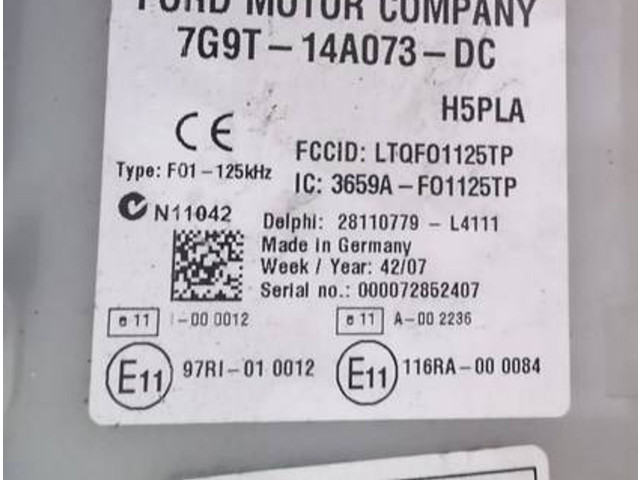 FORD MOTOR COMPANY
7G9T-14A073-DC
H5PLA
CE
FCCID: LTQFO1125TP
Type: F01-125kHz
IC: 3659A-FO1125TP
N11042
Delphi: 28110779 - L4111
Made in Germany
Week / Year: 42/07
Serial no.: 000072852407
e 11 I-00 0012 e 11 A-00 2236
E11 97RI-01 0012 E11 116RA-00 0084